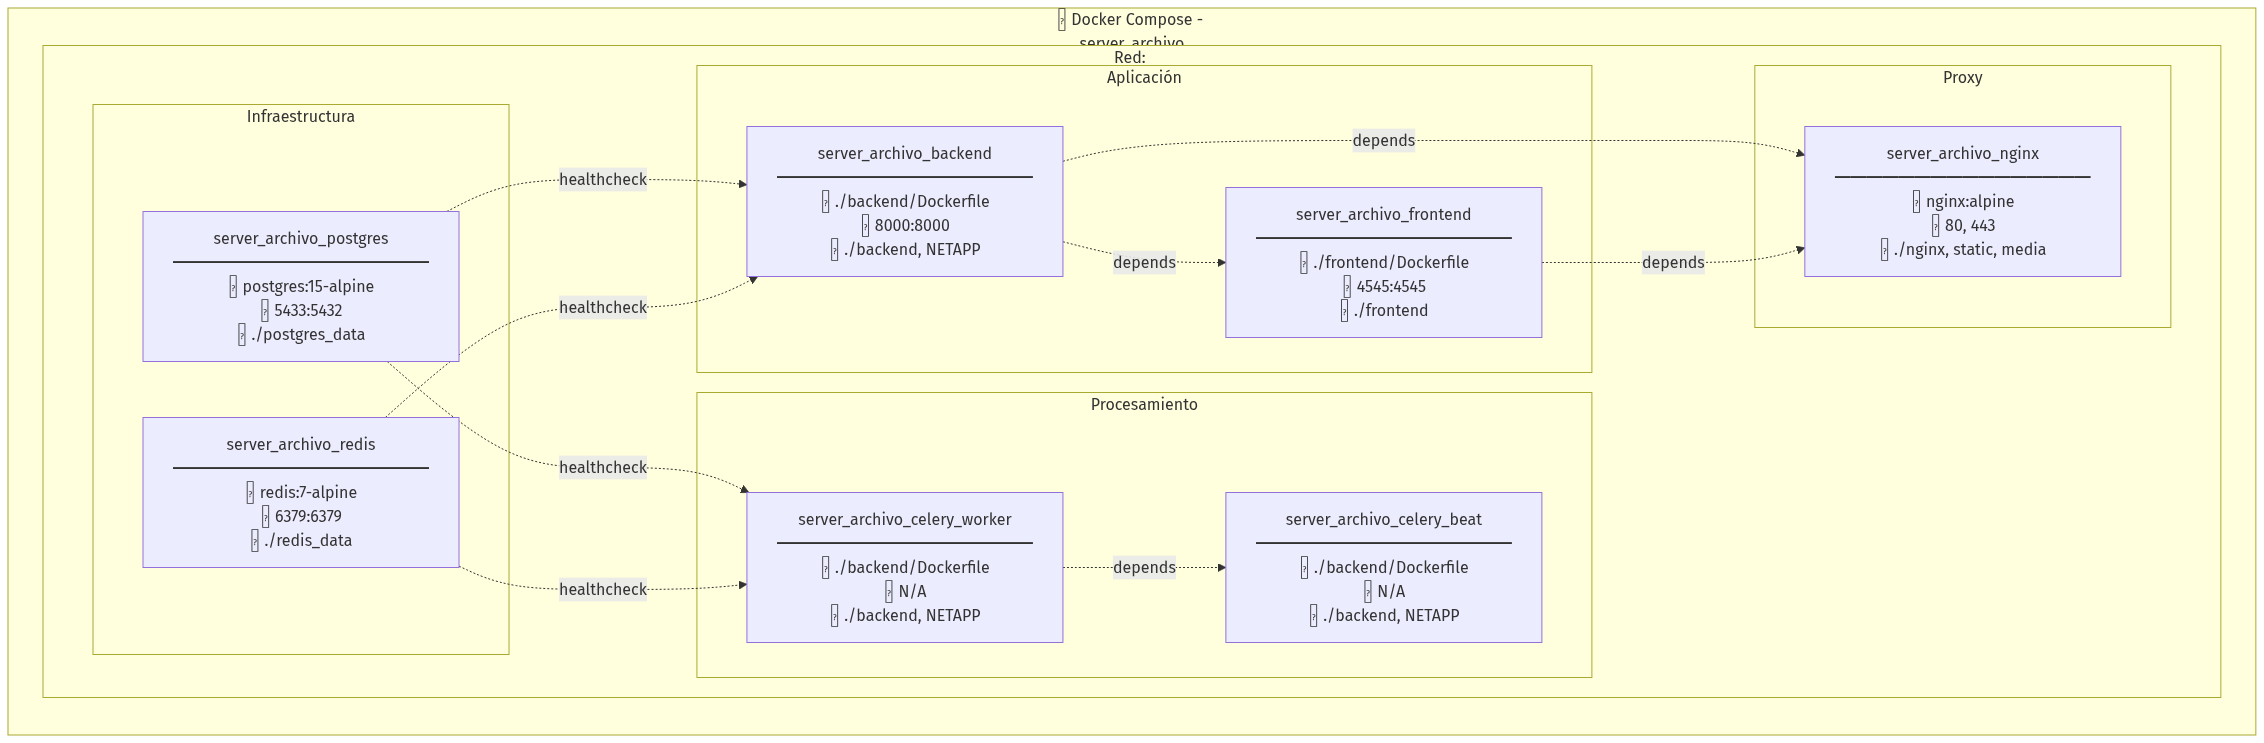 Docker Compose -
server_archivo
Red:
Infraestructura
server_archivo_postgres
postgres:15-alpine
5433:5432
./postgres_data
server_archivo_redis
redis:7-alpine
6379:6379
./redis_data
healthcheck
healthcheck
healthcheck
healthcheck
Aplicación
server_archivo_backend
./backend/Dockerfile
8000:8000
./backend, NETAPP
depends
depends
server_archivo_frontend
./frontend/Dockerfile
4545:4545
./frontend
depends
Proxy
server_archivo_nginx
nginx:alpine
80, 443
./nginx, static, media
Procesamiento
server_archivo_celery_worker
./backend/Dockerfile
N/A
./backend, NETAPP
depends
server_archivo_celery_beat
./backend/Dockerfile
N/A
./backend, NETAPP